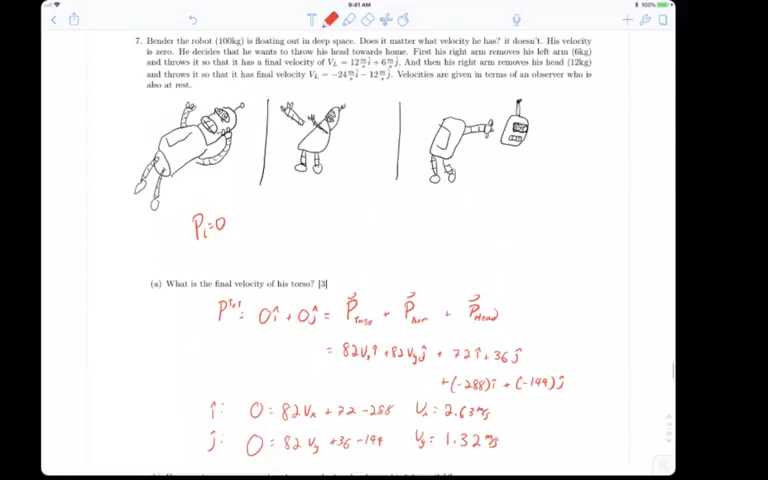 9:41 AM
100%
7. Bender the robot (100kg) is floating out in deep space. Does it matter what velocity he has? it doesn't. His velocity
is zero. He decides that he wants to throw his head towards home. First his right arm removes his left arm (6kg)
and throws it so that it has a final velocity of V_L = 12 m/s î + 6 m/s ĵ. And then his right arm removes his head (12kg)
and throws it so that it has final velocity V_L = −24 m/s î − 12 m/s ĵ. Velocities are given in terms of an observer who is
also at rest.
P_i=0
(a) What is the final velocity of his torso? [3]
P^TOT = 0î + 0ĵ = P⃗_Torso + P⃗_Arm + P⃗_Head
= 82V_x î + 82V_y ĵ + 72î + 36ĵ
+(-288)î + (-144)ĵ
î: 0 = 82V_x + 72 - 288 V_x = 2.63 m/s
ĵ: 0 = 82V_y + 36 - 144 V_y = 1.32 m/s